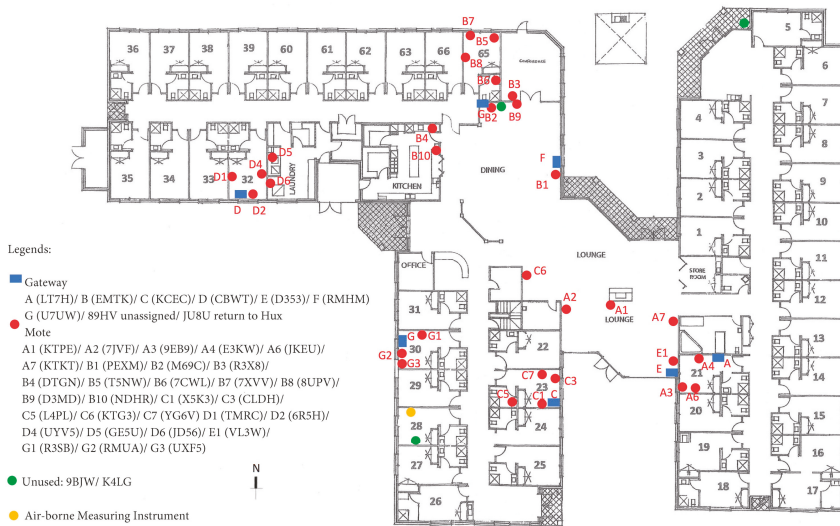 B7
B5
5
36 37 38 39 60 61 62 63 66 65
6
B8
Conference
B6
7
B3
G
B2 B9
4
8
B4
D5
B10
F
3
9
D4
DINING
D1
35 34 33 32
D6
LAUNDRY
KITCHEN
B1
2
10
D D2
1
11
Legends:
OFFICE
LOUNGE
STORE ROOM
12
Gateway
C6
A (LT7H)/ B (EMTK)/ C (KCEC)/ D (CBWT)/ E (D353)/ F (RMHM)
G (U7UW)/ 89HV unassigned/ JU8U return to Hux
31
A2
A1
LOUNGE
A7
13
Mote
A1 (KTPE)/ A2 (7JVF)/ A3 (9EB9)/ A4 (E3KW)/ A6 (JKEU)/
G G1
30
22
14
A7 (KTKT)/ B1 (PEXM)/ B2 (M69C)/ B3 (R3X8)/
G2
G3
E1
A4 A
21
B4 (DTGN)/ B5 (T5NW)/ B6 (7CWL)/ B7 (7XVV)/ B8 (8UPV)/
29
C7
23
C3
E
B9 (D3MD)/ B10 (NDHR)/ C1 (X5K3)/ C3 (CLDH)/
C5
C1 C
A3 A6
20
C5 (L4PL)/ C6 (KTG3)/ C7 (YG6V) D1 (TMRC)/ D2 (6R5H)/
28
24
15
D4 (UYV5)/ D5 (GE5U)/ D6 (JD56)/ E1 (VL3W)/
G1 (R3SB)/ G2 (RMUA)/ G3 (UXF5)
27
25
19
16
Unused: 9BJW/ K4LG
N
26
18
17
Air-borne Measuring Instrument